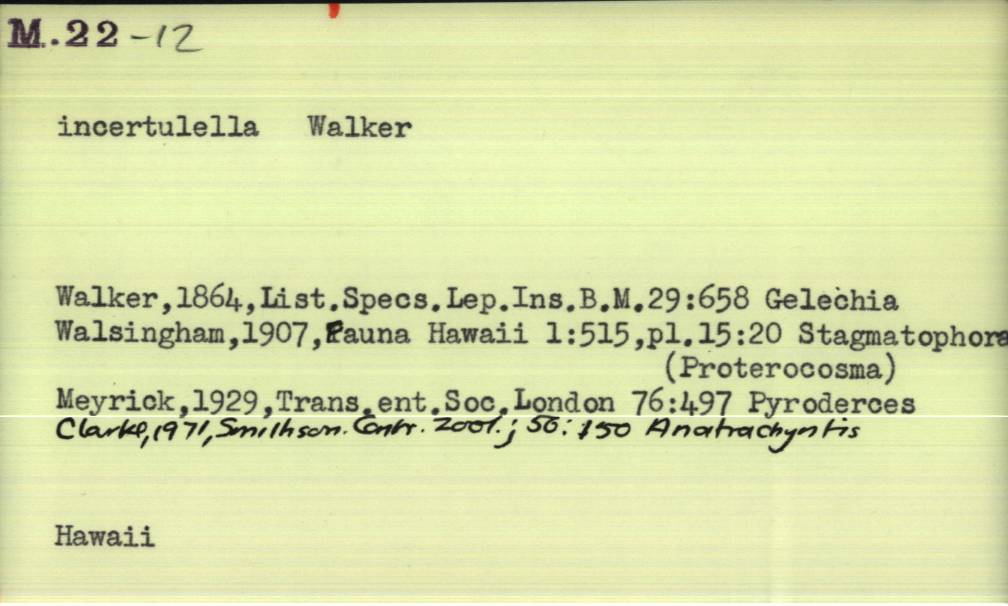 M.22-12
incertulella Walker
Walker,1864,List.Specs.Lep.Ins.B.M.29:658 Gelechia
Walsingham,1907,Fauna Hawaii 1:515,pl.15:20 Stagmatophora
(Proterocosma)
Meyrick,1929,Trans.ent.Soc.London 76:497 Pyroderces
Clarke,1971,Smithson. Contr. Zool.; 56: 150 Anatrachyntis
Hawaii